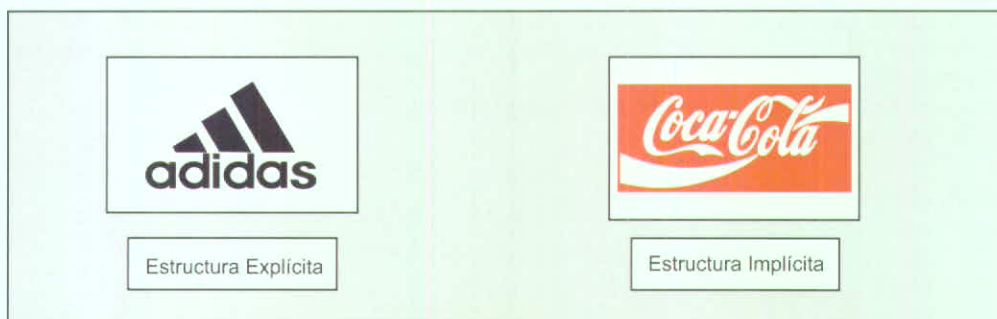 adidas
Coca-Cola
Estructura Explícita
Estructura Implícita